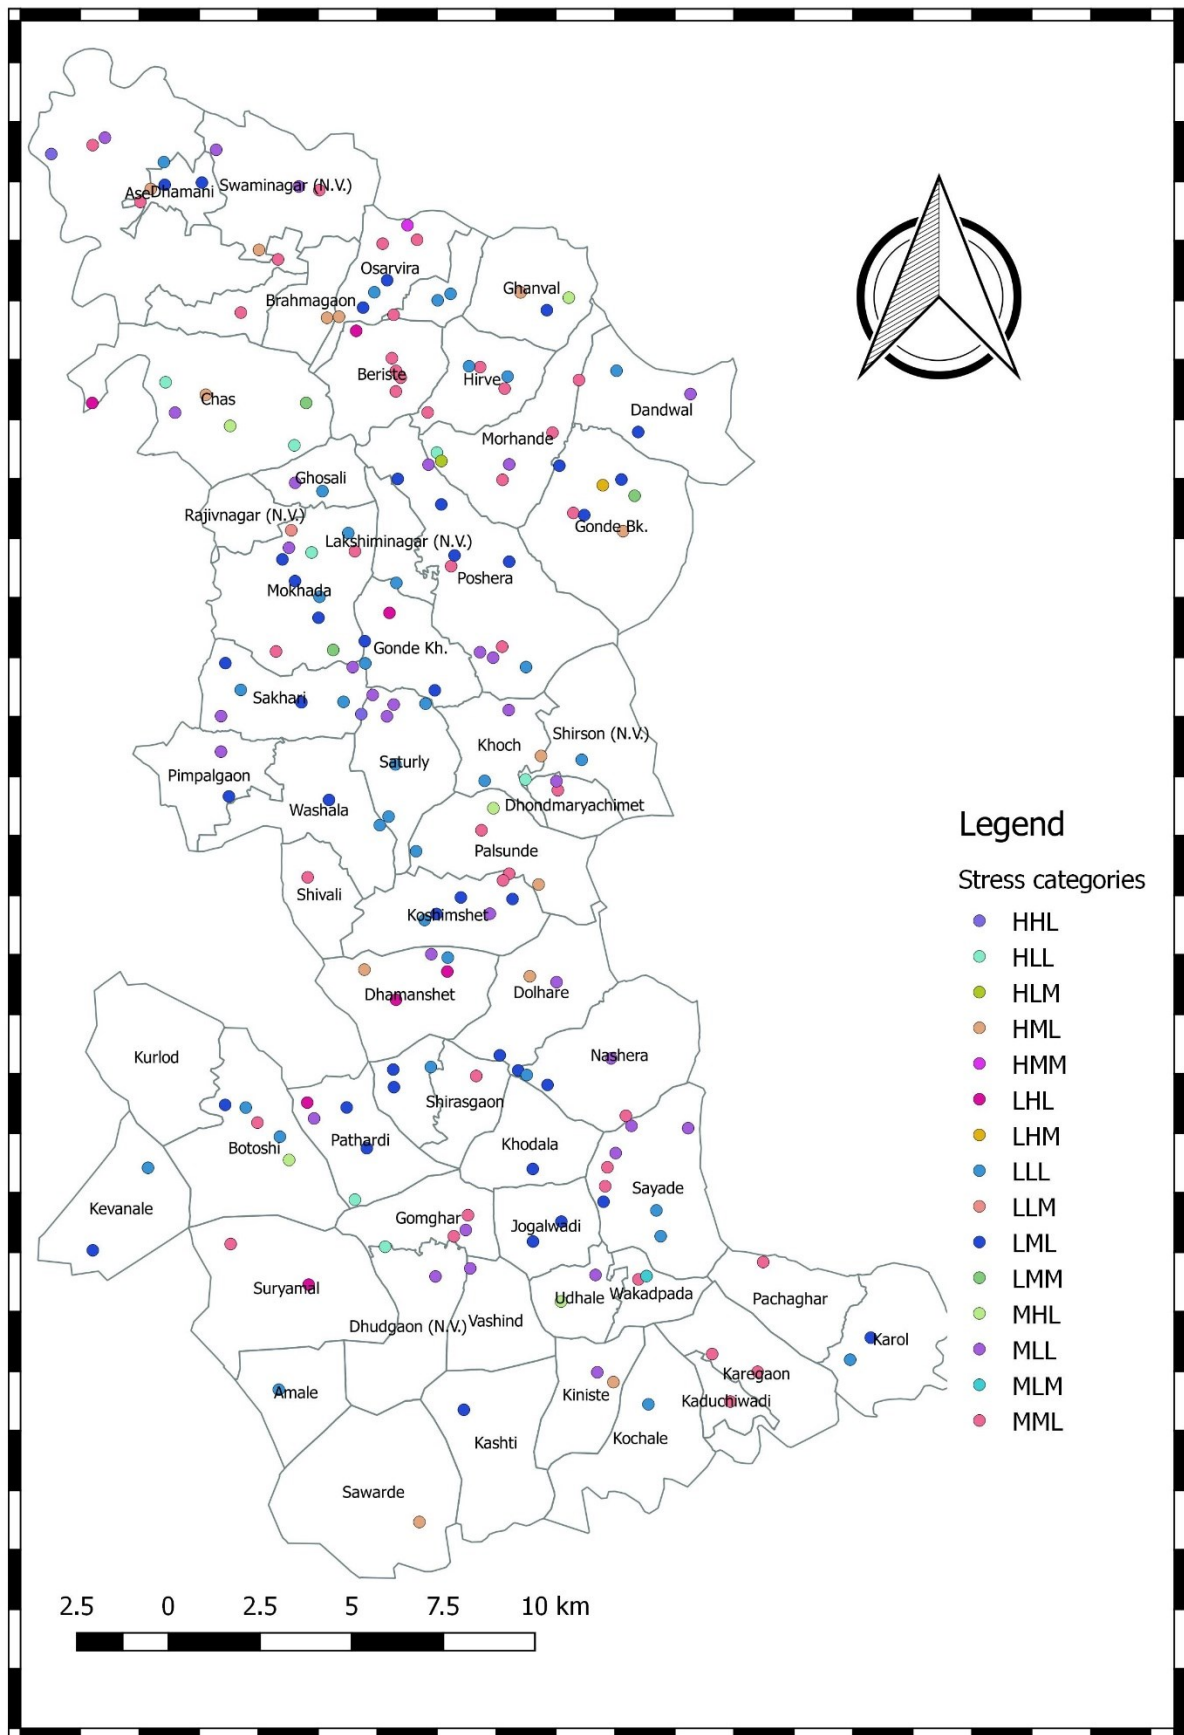 AseDhamani
Swaminagar (N.V.)
Osarvira
Brahmagaon
Ghanval
Beriste
Hirve
Chas
Dandwal
Morhande
Ghosali
Rajivnagar (N.V.)
Gonde Bk.
Lakshiminagar (N.V.)
Poshera
Mokhada
Gonde Kh.
Sakhari
Shirson (N.V.)
Khoch
Saturly
Pimpalgaon
Washala
Dhondmaryachimet
Palsunde
Shivali
Koshimshet
Dhamanshet
Dolhare
Kurlod
Nashera
Shirasgaon
Pathardi
Khodala
Botoshi
Sayade
Kevanale
Gomghar
Jogalwadi
Suryamal
Udhale
Wakadpada
Pachaghar
Dhudgaon (N.V.)
Vashind
Karol
Karegaon
Amale
Kiniste
Kaduchiwadi
Kashti
Kochale
Sawarde
Legend
Stress categories
HHL
HLL
HLM
HML
HMM
LHL
LHM
LLL
LLM
LML
LMM
MHL
MLL
MLM
MML
2.5 0 2.5 5 7.5 10 km